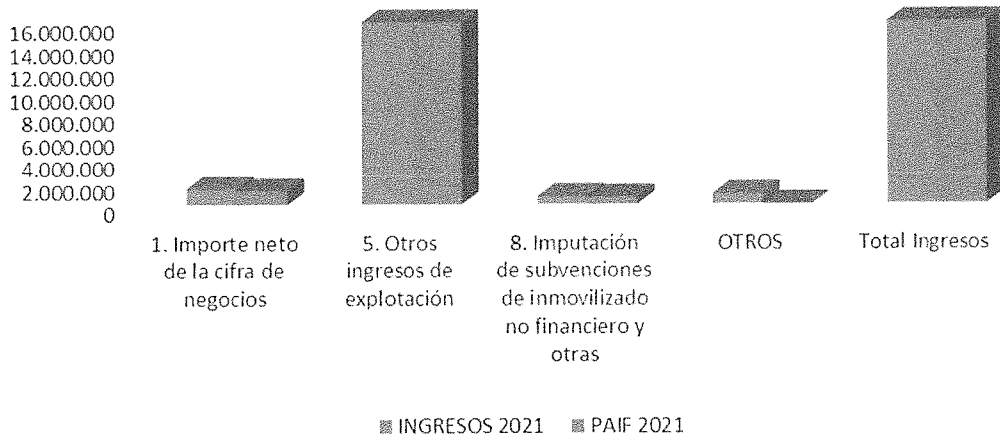 16.000.000
14.000.000
12.000.000
10.000.000
8.000.000
6.000.000
4.000.000
2.000.000
0
1. Importe neto
de la cifra de
negocios
5. Otros
ingresos de
explotación
8. Imputación
de subvenciones
de inmovilizado
no financiero y
otras
OTROS
Total Ingresos
INGRESOS 2021
PAIF 2021